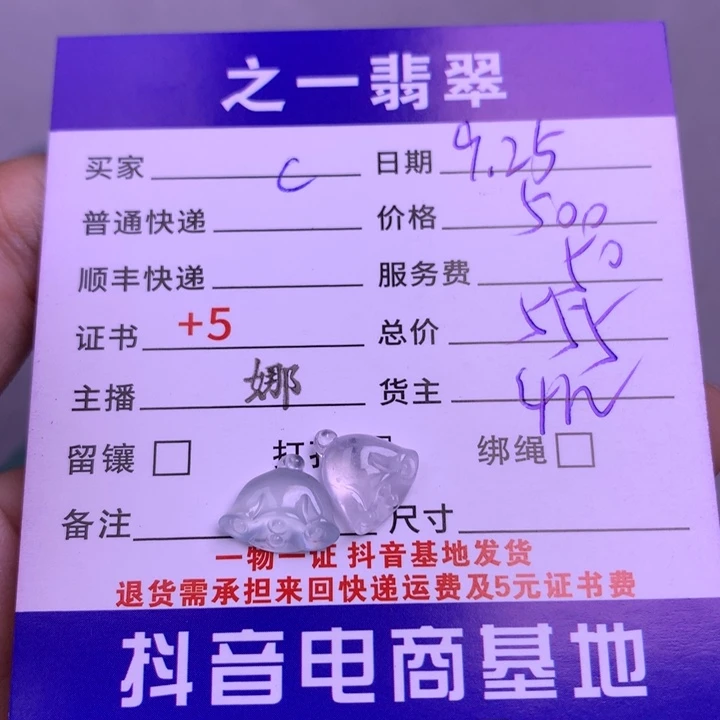 之一翡翠
买家 C 日期 9.25
普通快递 价格 500
顺丰快递 服务费 50
证书 +5 总价 555
主播 娜 货主
留镶 打孔 绑绳
备注 尺寸
一物一证 抖音基地发货
退货需承担来回快递运费及5元证书费
抖音电商基地